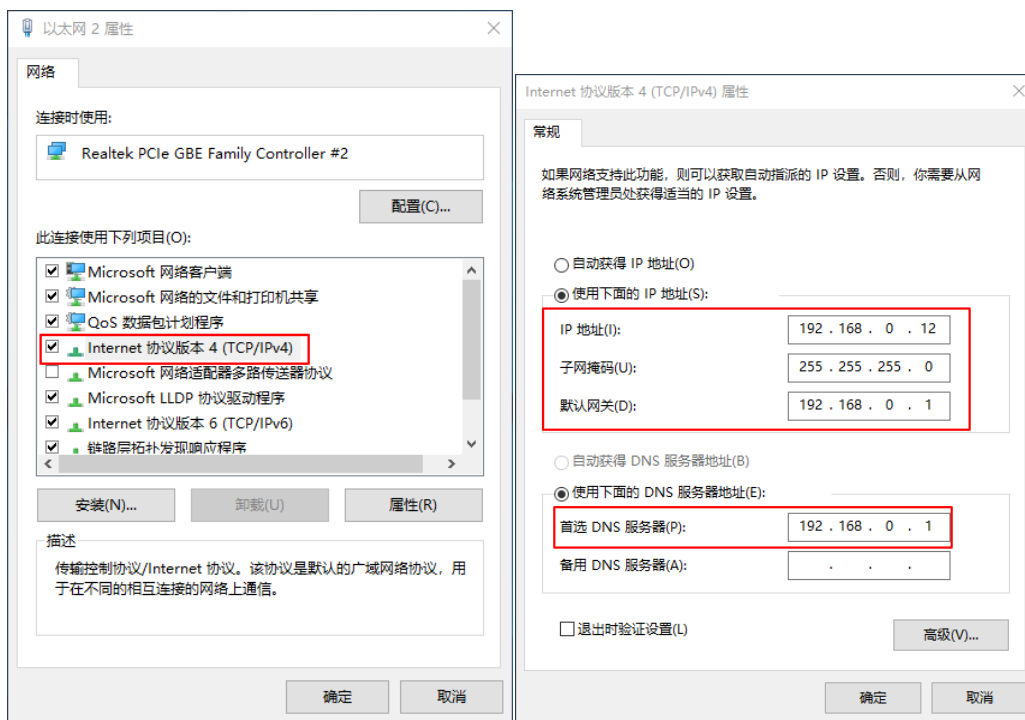 以太网 2 属性
网络
连接时使用:
Realtek PCIe GBE Family Controller #2
配置(C)...
此连接使用下列项目(O):
Microsoft 网络客户端
Microsoft 网络的文件和打印机共享
QoS 数据包计划程序
Internet 协议版本 4 (TCP/IPv4)
Microsoft 网络适配器多路传送器协议
Microsoft LLDP 协议驱动程序
Internet 协议版本 6 (TCP/IPv6)
链路层拓扑发现响应程序
安装(N)...
卸载(U)
属性(R)
描述
传输控制协议/Internet 协议。该协议是默认的广域网络协议，用
于在不同的相互连接的网络上通信。
确定
取消
Internet 协议版本 4 (TCP/IPv4) 属性
常规
如果网络支持此功能，则可以获取自动指派的 IP 设置。否则，你需要从网
络系统管理员处获得适当的 IP 设置。
自动获得 IP 地址(O)
使用下面的 IP 地址(S):
IP 地址(I):
192 . 168 . 0 . 12
子网掩码(U):
255 . 255 . 255 . 0
默认网关(D):
192 . 168 . 0 . 1
自动获得 DNS 服务器地址(B)
使用下面的 DNS 服务器地址(E):
首选 DNS 服务器(P):
192 . 168 . 0 . 1
备用 DNS 服务器(A):
. . .
退出时验证设置(L)
高级(V)...
确定
取消